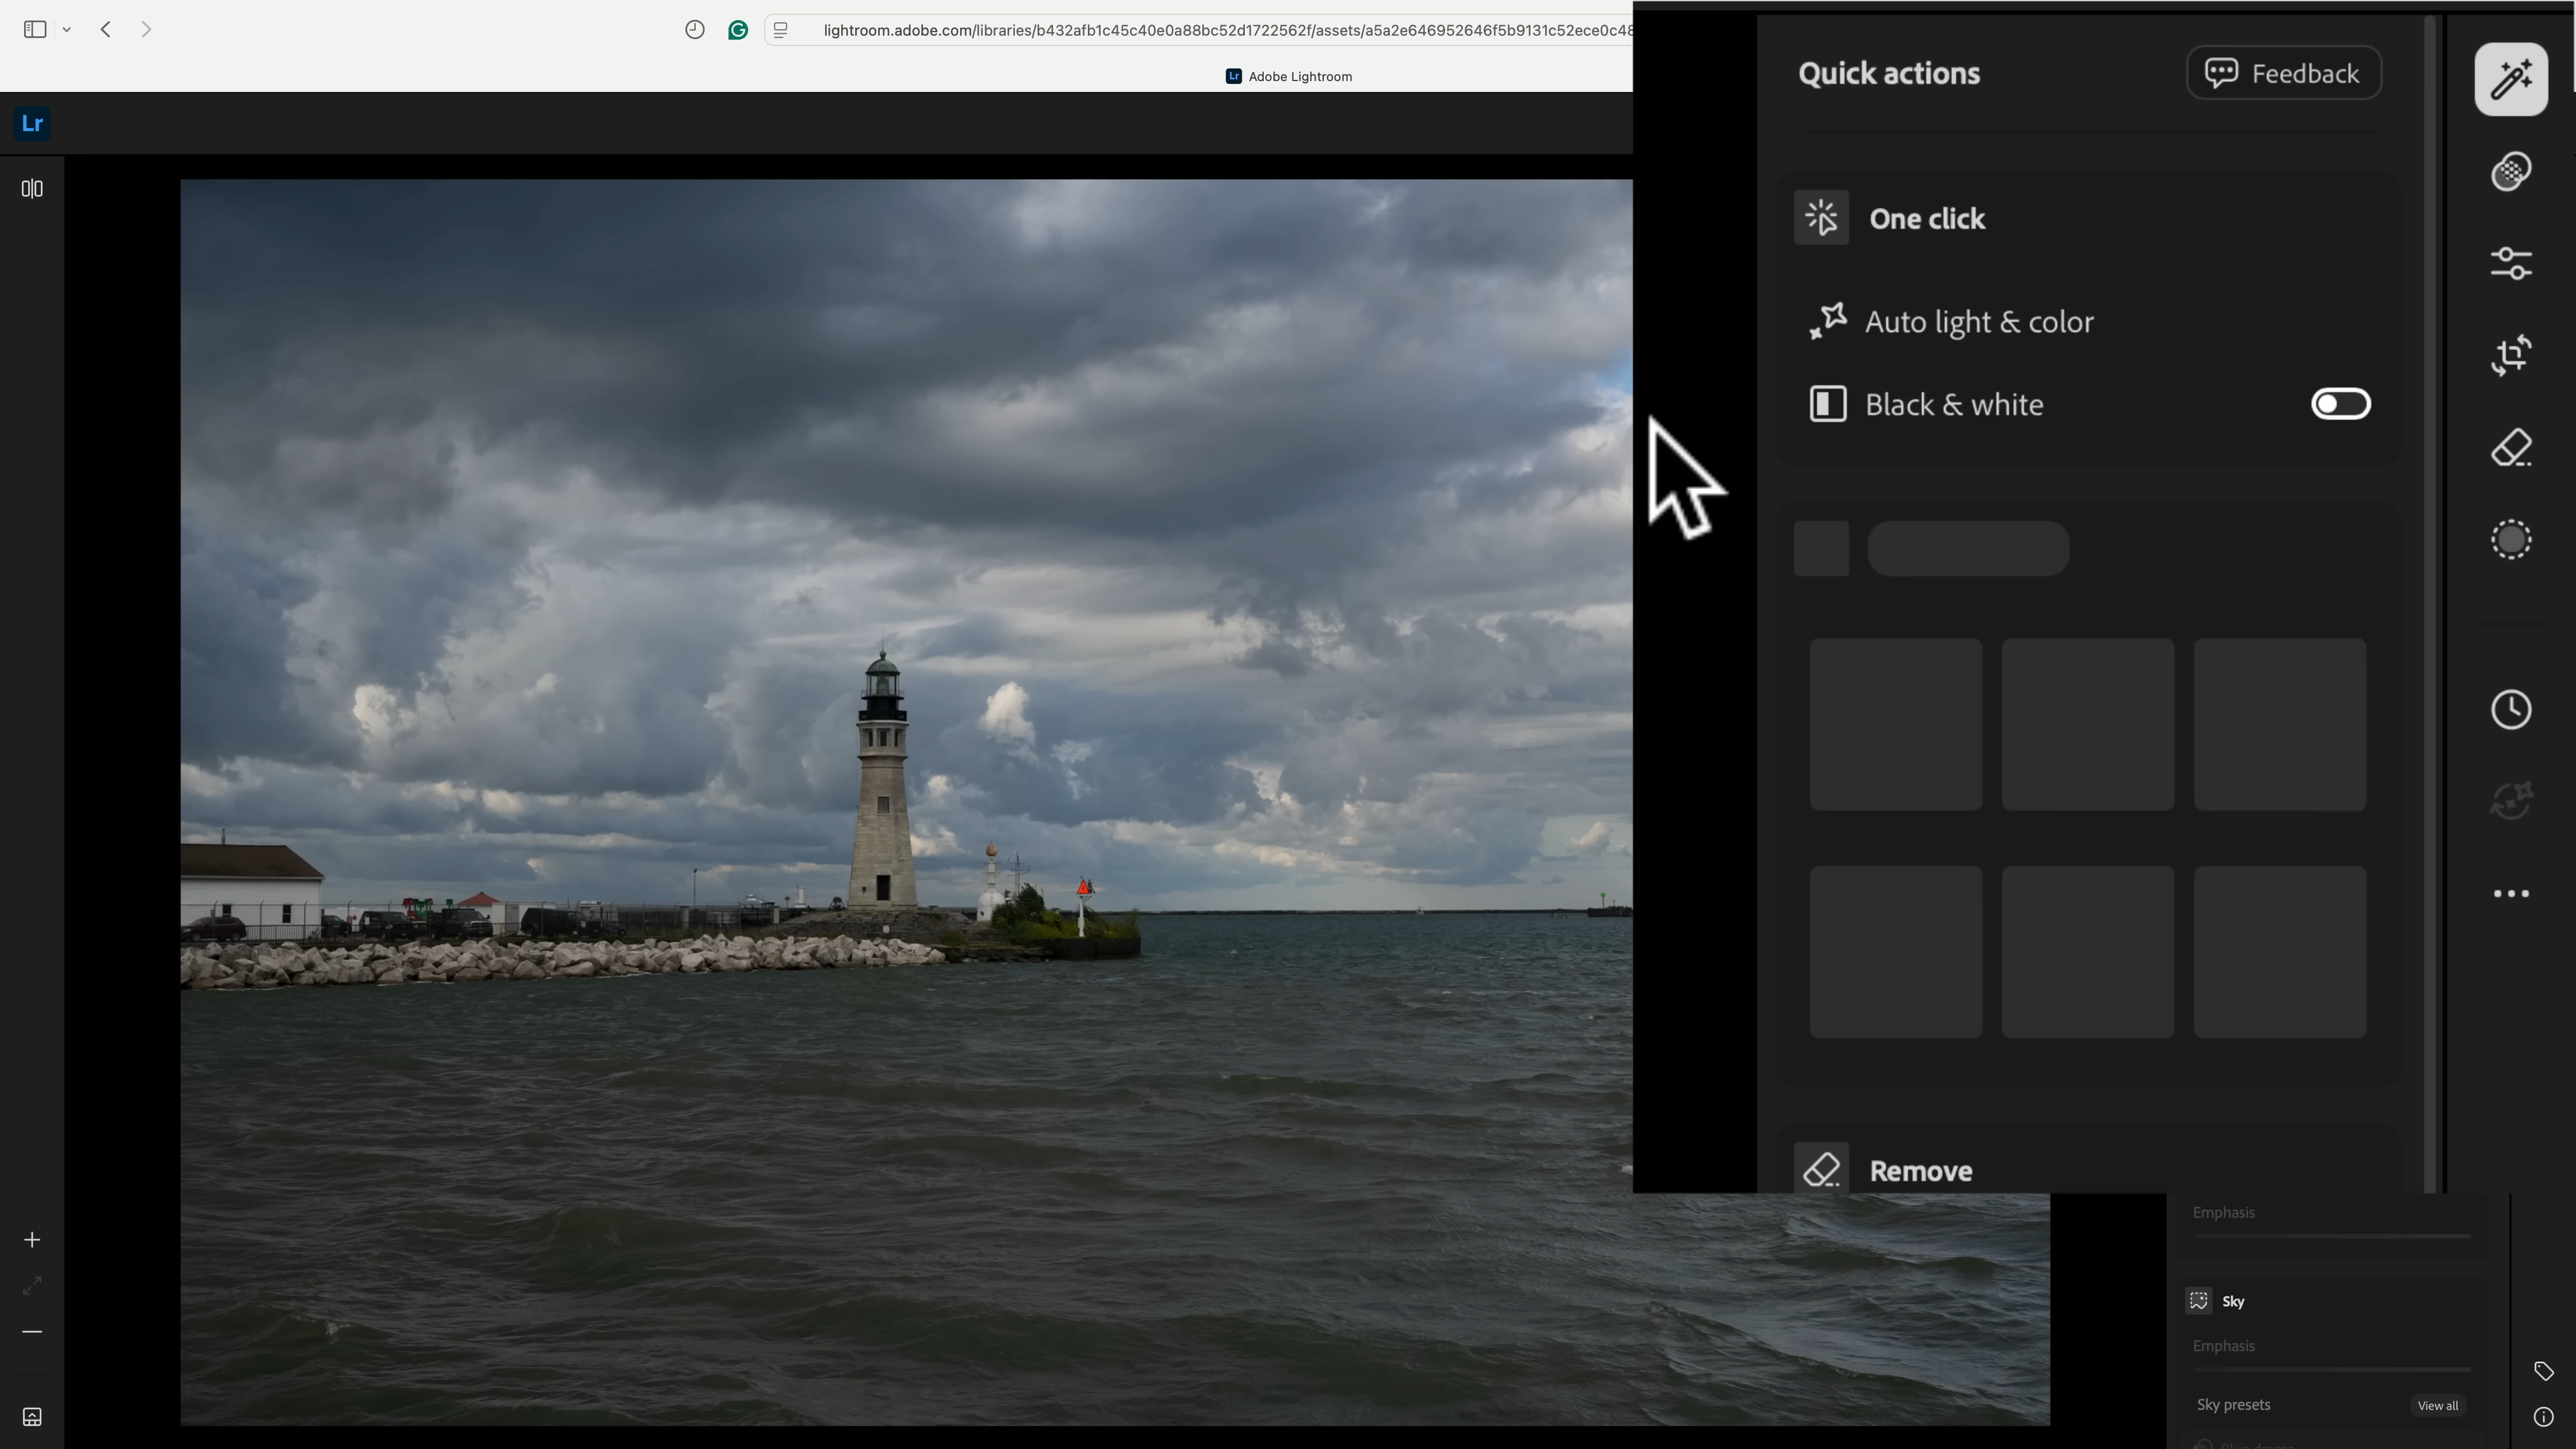 lightroom.adobe.com/libraries/b432afb1c45c40e0a88bc52d1722562f/assets/a5a2e646952646f5b9131c52ece0c48
Lr Adobe Lightroom
Lr
Quick actions
Feedback
One click
Auto light & color
Black & white
Remove
Emphasis
Sky
Emphasis
Sky presets
View all